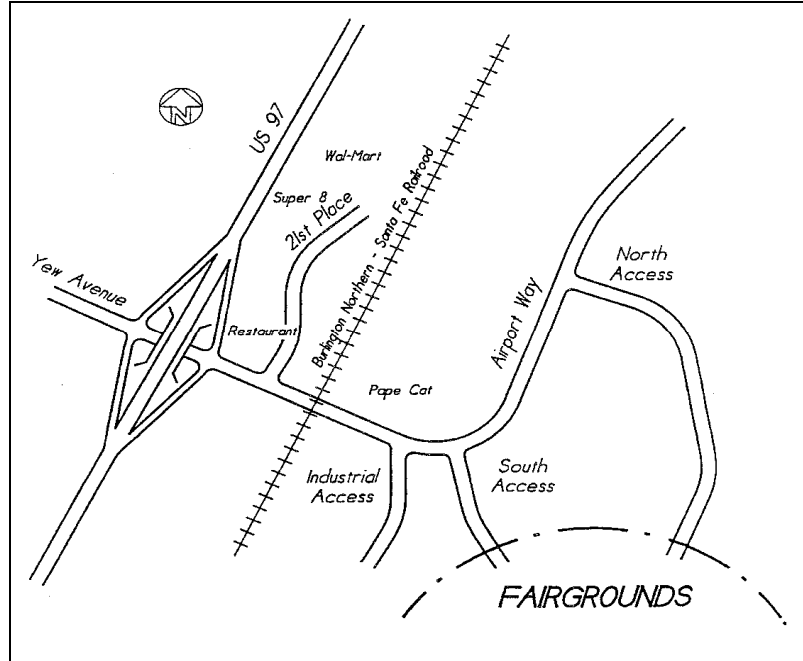 US 97
N
Wal-Mart
Super 8
21st Place
Burlington Northern - Santa Fe Railroad
Yew Avenue
North
Access
Airport Way
Restaurant
Pape Cat
Industrial
Access
South
Access
FAIRGROUNDS